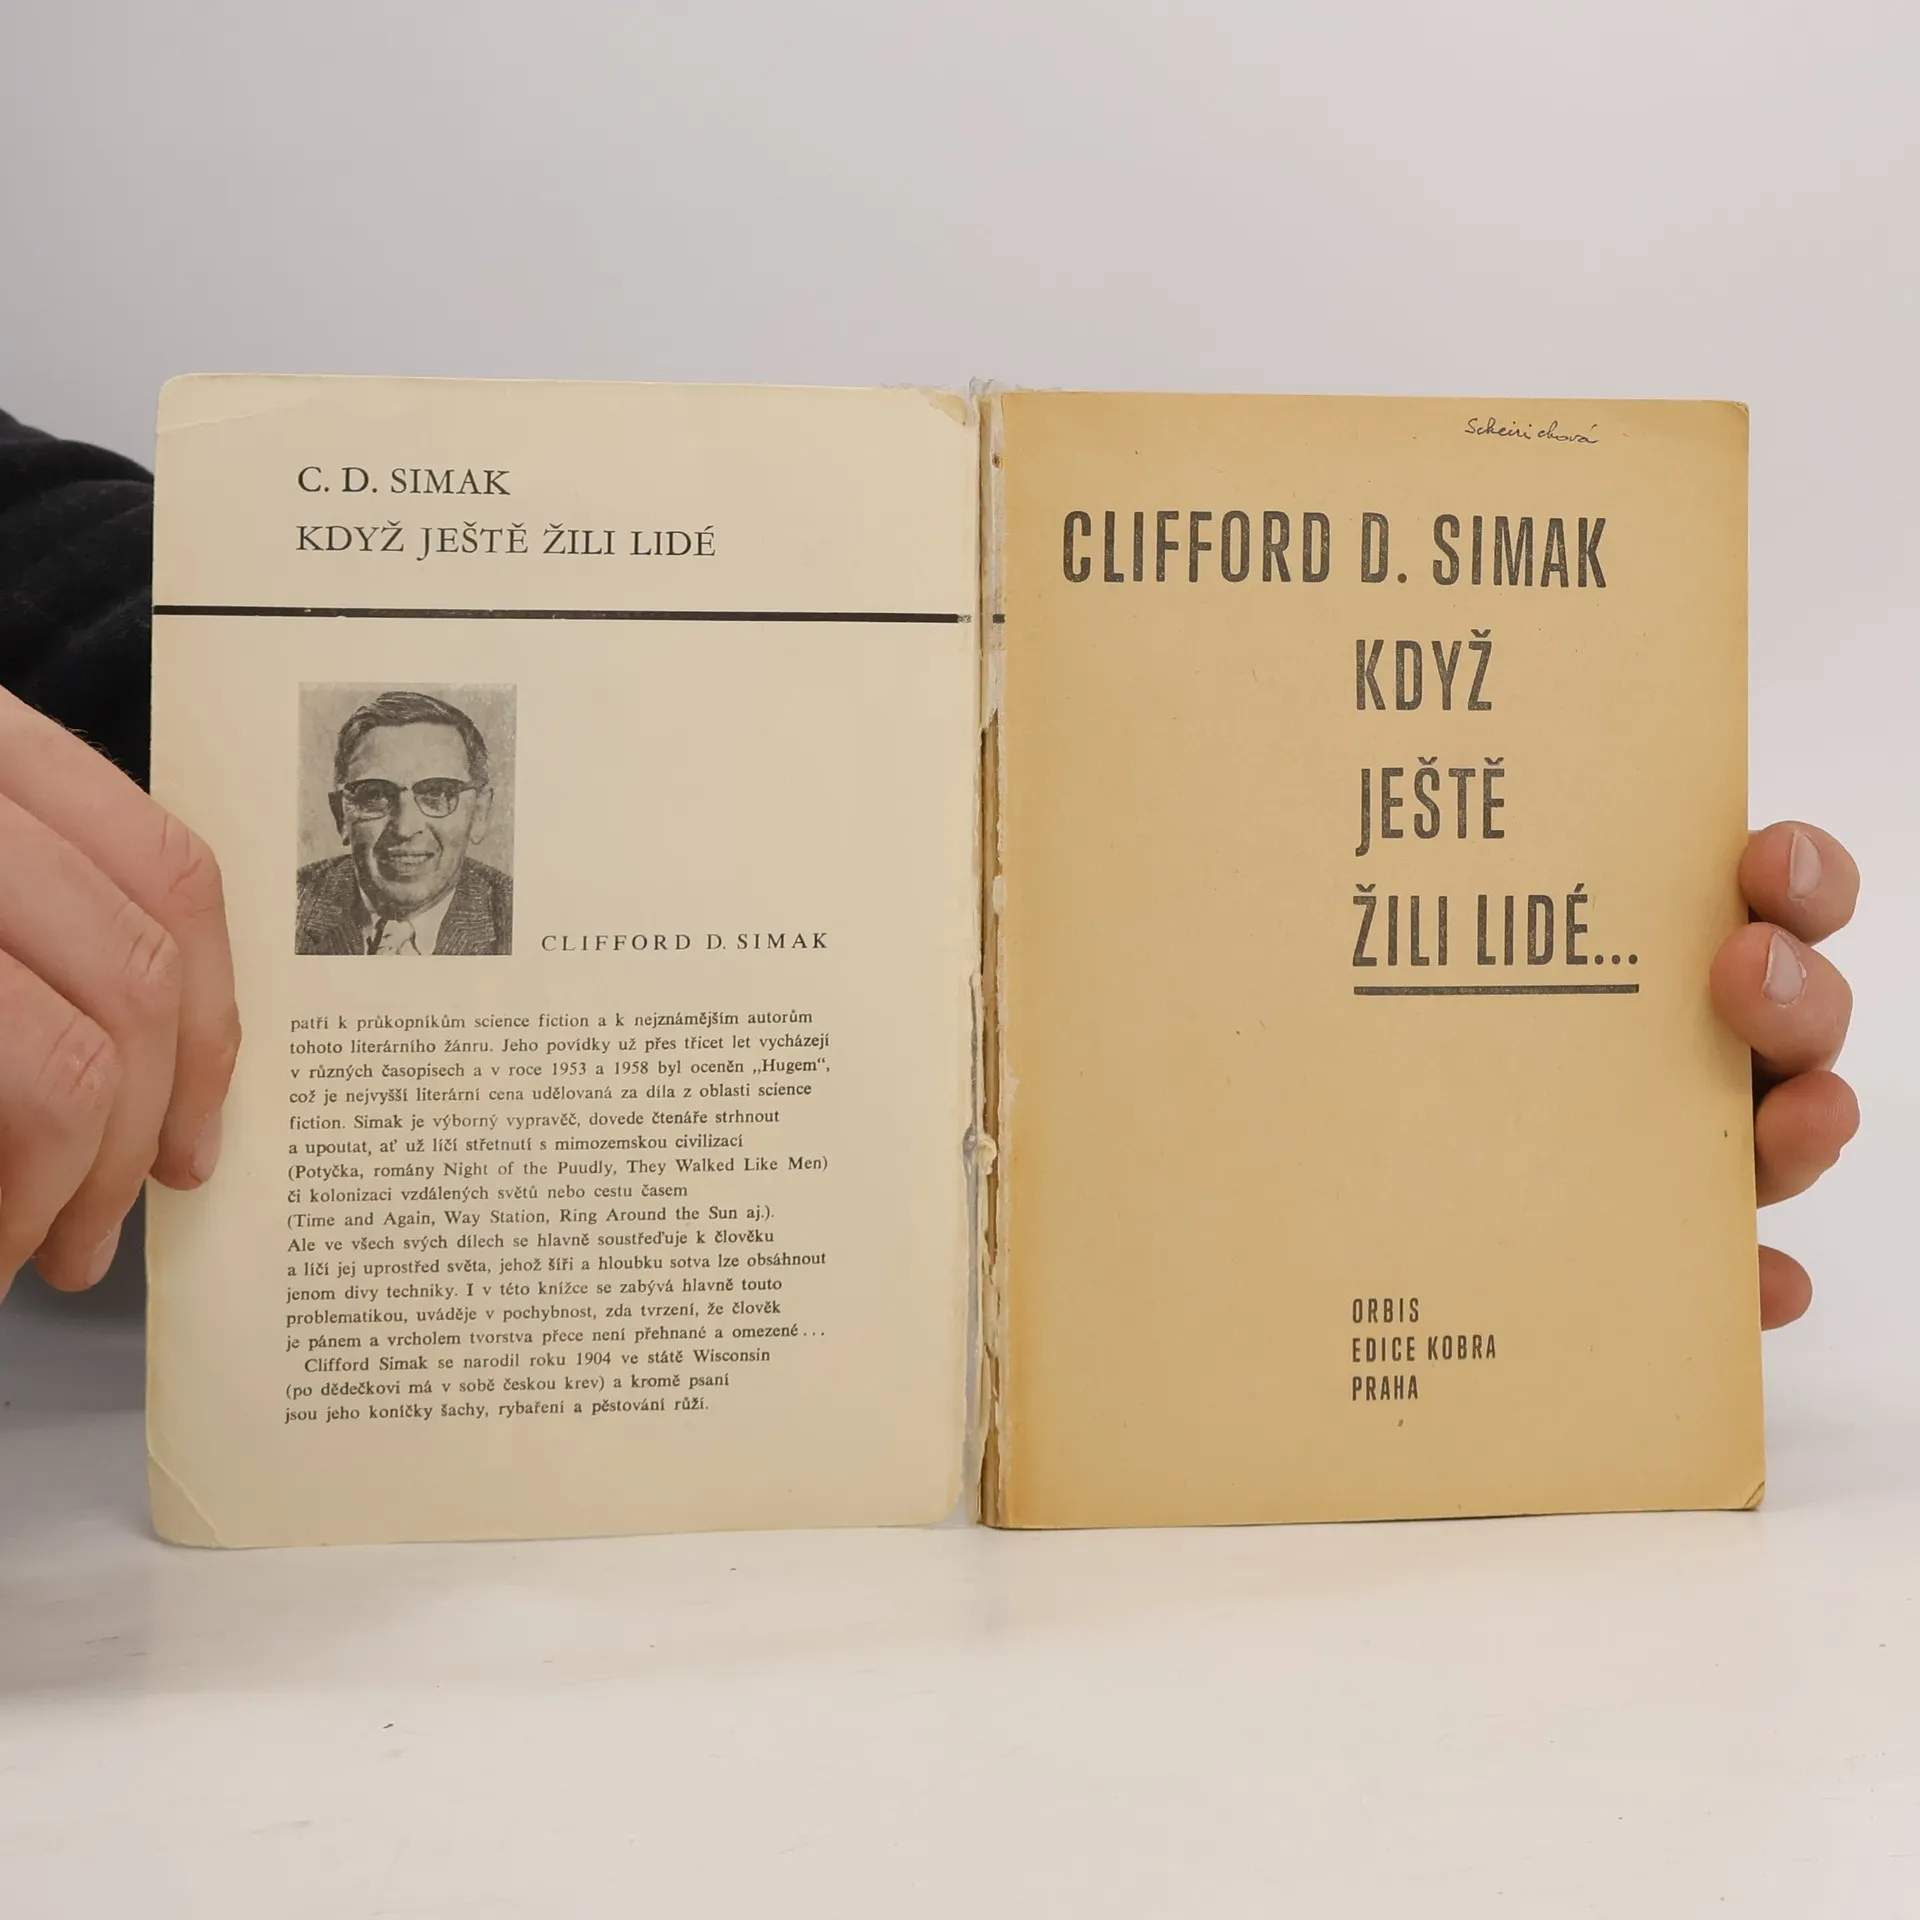 C. D. SIMAK
KDYŽ JEŠTĚ ŽILI LIDÉ
CLIFFORD D. SIMAK
patří k průkopníkům science fiction a k nejznámějším autorům
tohoto literárního žánru. Jeho povídky už přes třicet let vycházejí
v různých časopisech a v roce 1953 a 1958 byl oceněn „Hugem“,
což je nejvyšší literární cena udělovaná za díla z oblasti science
fiction. Simak je výborný vypravěč, dovede čtenáře strhnout
a upoutat, ať už líčí střetnutí s mimozemskou civilizací
(Potyčka, romány Night of the Puudly, They Walked Like Men)
či kolonizaci vzdálených světů nebo cestu časem
(Time and Again, Way Station, Ring Around the Sun aj.).
Ale ve všech svých dílech se hlavně soustřeďuje k člověku
a líčí jej uprostřed světa, jehož šíři a hloubku sotva lze obsáhnout
jenom divy techniky. I v této knížce se zabývá hlavně touto
problematikou, uváděje v pochybnost, zda tvrzení, že člověk
je pánem a vrcholem tvorstva přece není přehnané a omezené...
Clifford Simak se narodil roku 1904 ve státě Wisconsin
(po dědečkovi má v sobě českou krev) a kromě psaní
jsou jeho koníčky šachy, rybaření a pěstování růží.
Scheirichová
CLIFFORD D. SIMAK
KDYŽ
JEŠTĚ
ŽILI LIDÉ...
ORBIS
EDICE KOBRA
PRAHA